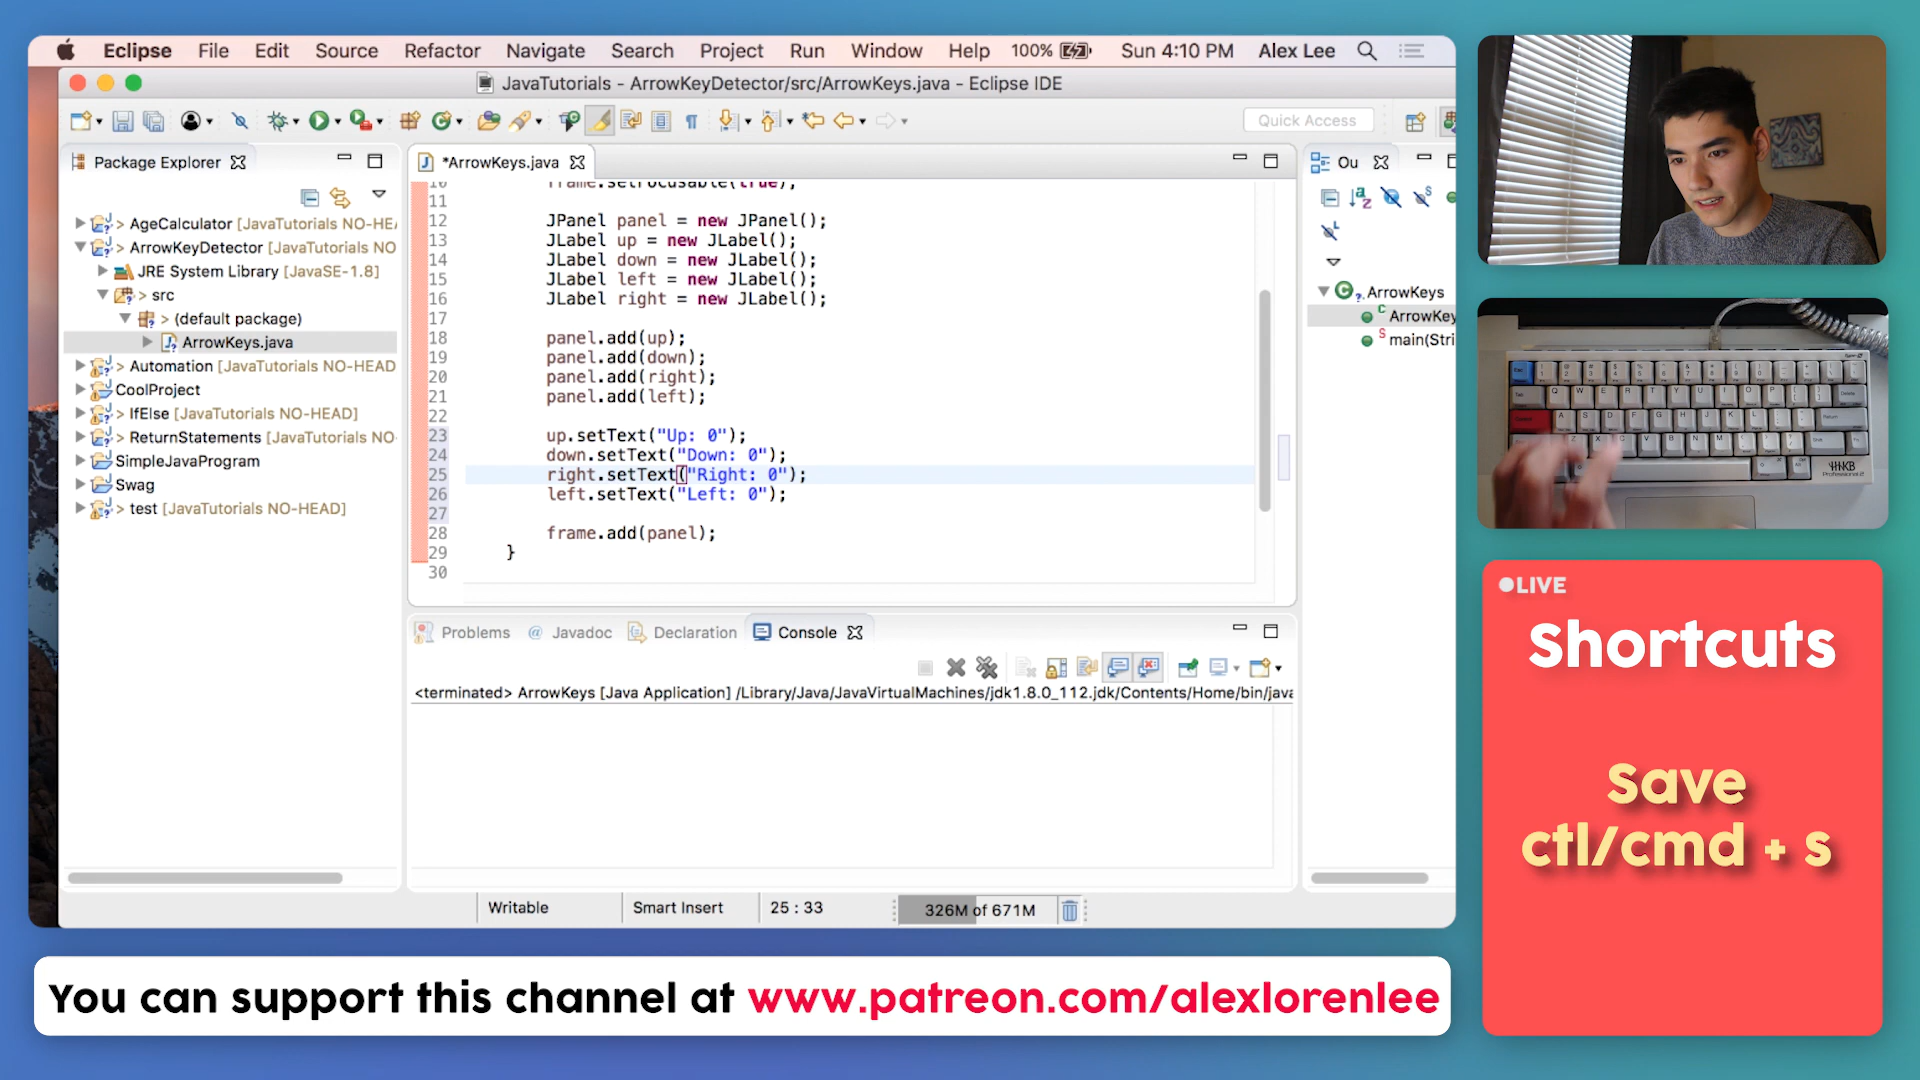 Eclipse File Edit Source Refactor Navigate Search Project Run Window Help 100% Sun 4:10 PM Alex Lee
JavaTutorials - ArrowKeyDetector/src/ArrowKeys.java - Eclipse IDE
Quick Access
Package Explorer
> AgeCalculator [JavaTutorials NO-HEA
> ArrowKeyDetector [JavaTutorials NO
JRE System Library [JavaSE-1.8]
> src
> (default package)
ArrowKeys.java
> Automation [JavaTutorials NO-HEAD
CoolProject
> IfElse [JavaTutorials NO-HEAD]
> ReturnStatements [JavaTutorials NO
SimpleJavaProgram
Swag
> test [JavaTutorials NO-HEAD]
*ArrowKeys.java
10 frame.setFocusable(true);
11
12 JPanel panel = new JPanel();
13 JLabel up = new JLabel();
14 JLabel down = new JLabel();
15 JLabel left = new JLabel();
16 JLabel right = new JLabel();
17
18 panel.add(up);
19 panel.add(down);
20 panel.add(right);
21 panel.add(left);
22
23 up.setText("Up: 0");
24 down.setText("Down: 0");
25 right.setText("Right: 0");
26 left.setText("Left: 0");
27
28 frame.add(panel);
29 }
30
Ou
ArrowKeys
ArrowKey
main(Stri
Problems @ Javadoc Declaration Console
<terminated> ArrowKeys [Java Application] /Library/Java/JavaVirtualMachines/jdk1.8.0_112.jdk/Contents/Home/bin/java
Writable Smart Insert 25 : 33 326M of 671M
HHKB
Professional
LIVE
Shortcuts
Save
ctl/cmd + s
You can support this channel at www.patreon.com/alexlorenlee